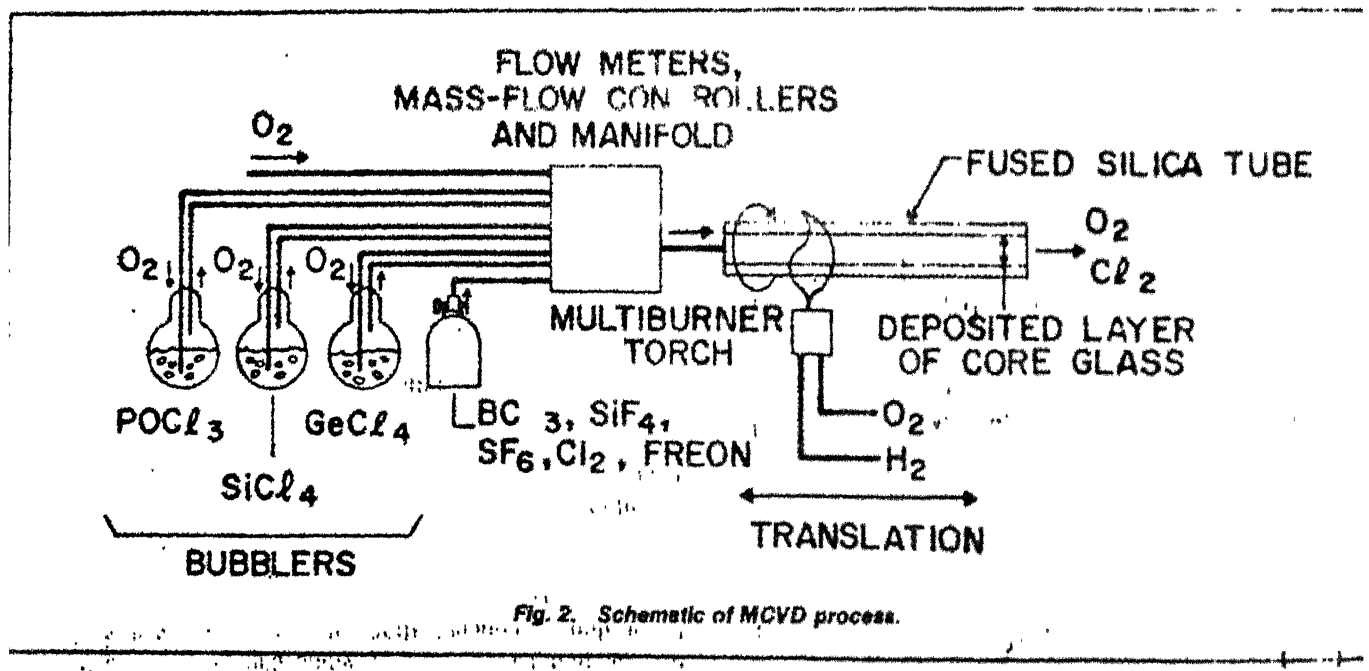 FLOW METERS,
MASS-FLOW CON ROLLERS
AND MANIFOLD
O2
FUSED SILICA TUBE
O2
Cl2
O2
O2
O2
MULTIBURNER
TORCH
DEPOSITED LAYER
OF CORE GLASS
POCl3
GeCl4
BC 3, SiF4,
SF6, Cl2, FREON
O2
H2
SiCl4
TRANSLATION
BUBBLERS
Fig. 2. Schematic of MCVD process.